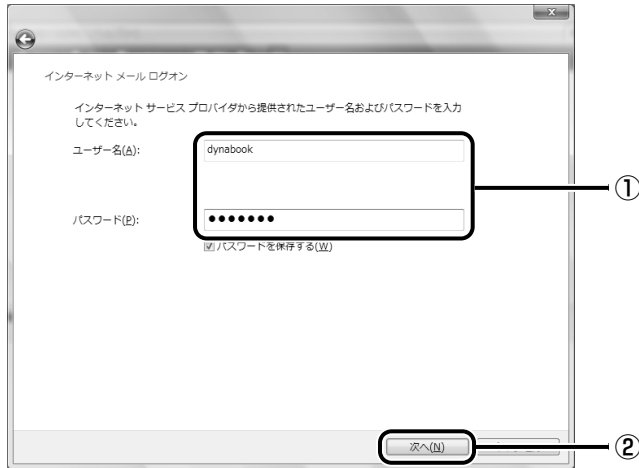 インターネット メール ログオン
インターネット サービス プロバイダから提供されたユーザー名およびパスワードを入力
してください。
ユーザー名(A):
dynabook
①
パスワード(P):
●●●●●●●
パスワードを保存する(W)
次へ(N)
②